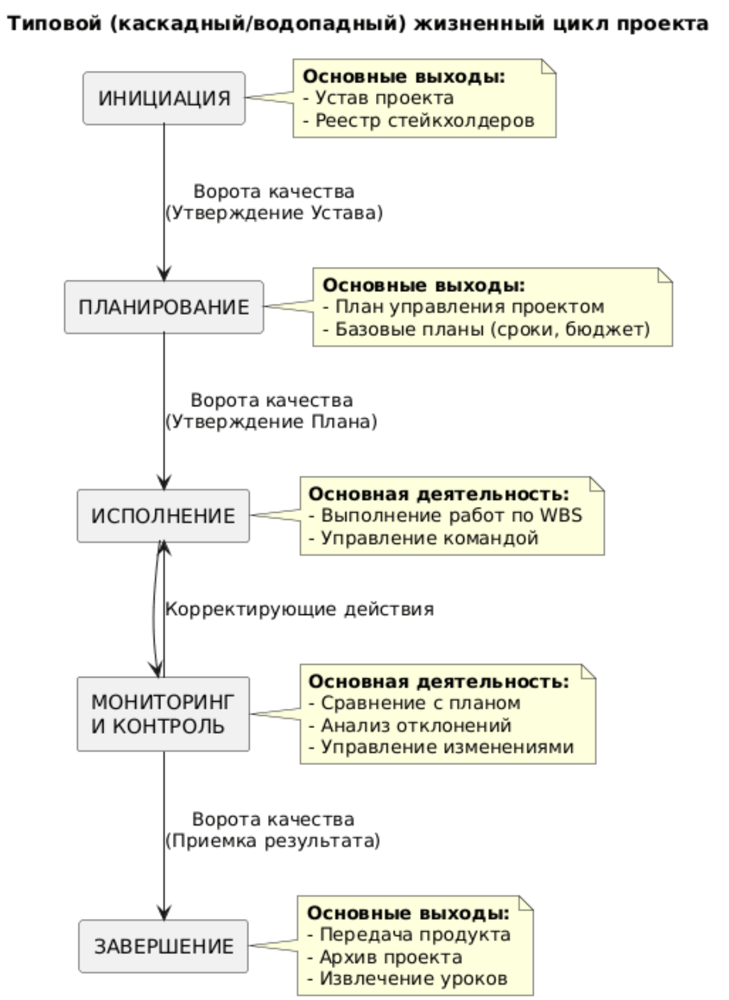 Типовой (каскадный/водопадный) жизненный цикл проекта
ИНИЦИАЦИЯ
Основные выходы:
- Устав проекта
- Реестр стейкхолдеров
Ворота качества
(Утверждение Устава)
ПЛАНИРОВАНИЕ
Основные выходы:
- План управления проектом
- Базовые планы (сроки, бюджет)
Ворота качества
(Утверждение Плана)
ИСПОЛНЕНИЕ
Основная деятельность:
- Выполнение работ по WBS
- Управление командой
Корректирующие действия
МОНИТОРИНГ
И КОНТРОЛЬ
Основная деятельность:
- Сравнение с планом
- Анализ отклонений
- Управление изменениями
Ворота качества
(Приемка результата)
ЗАВЕРШЕНИЕ
Основные выходы:
- Передача продукта
- Архив проекта
- Извлечение уроков